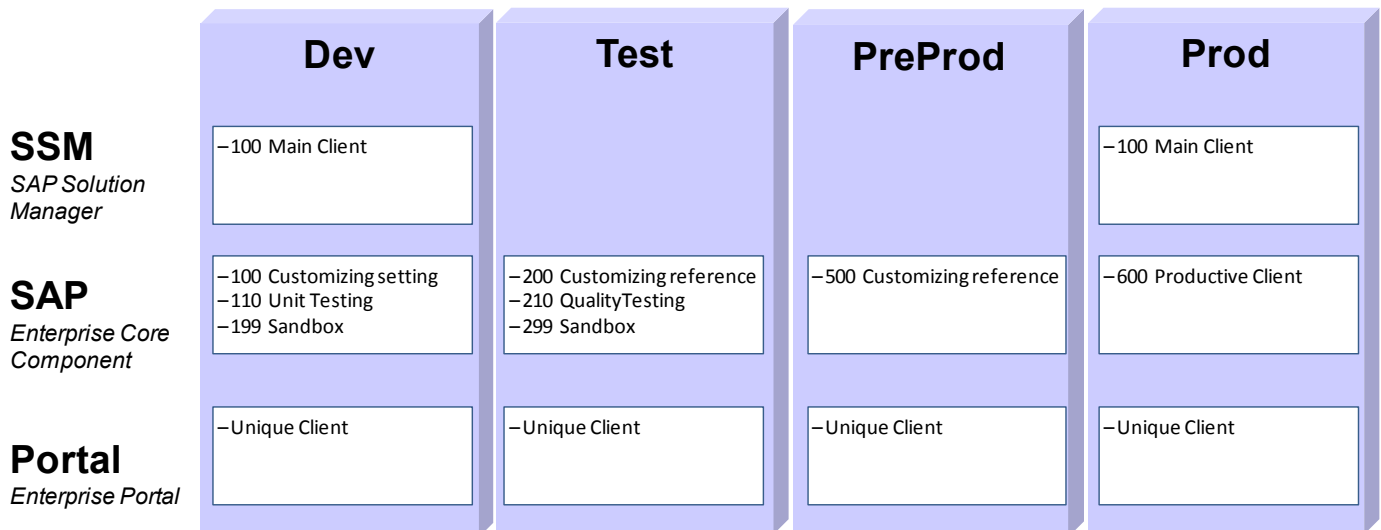 Dev
Test
PreProd
Prod
SSM
SAP Solution
Manager
–100 Main Client
–100 Main Client
SAP
Enterprise Core
Component
–100 Customizing setting
–110 Unit Testing
–199 Sandbox
–200 Customizing reference
–210 QualityTesting
–299 Sandbox
–500 Customizing reference
–600 Productive Client
Portal
Enterprise Portal
–Unique Client
–Unique Client
–Unique Client
–Unique Client